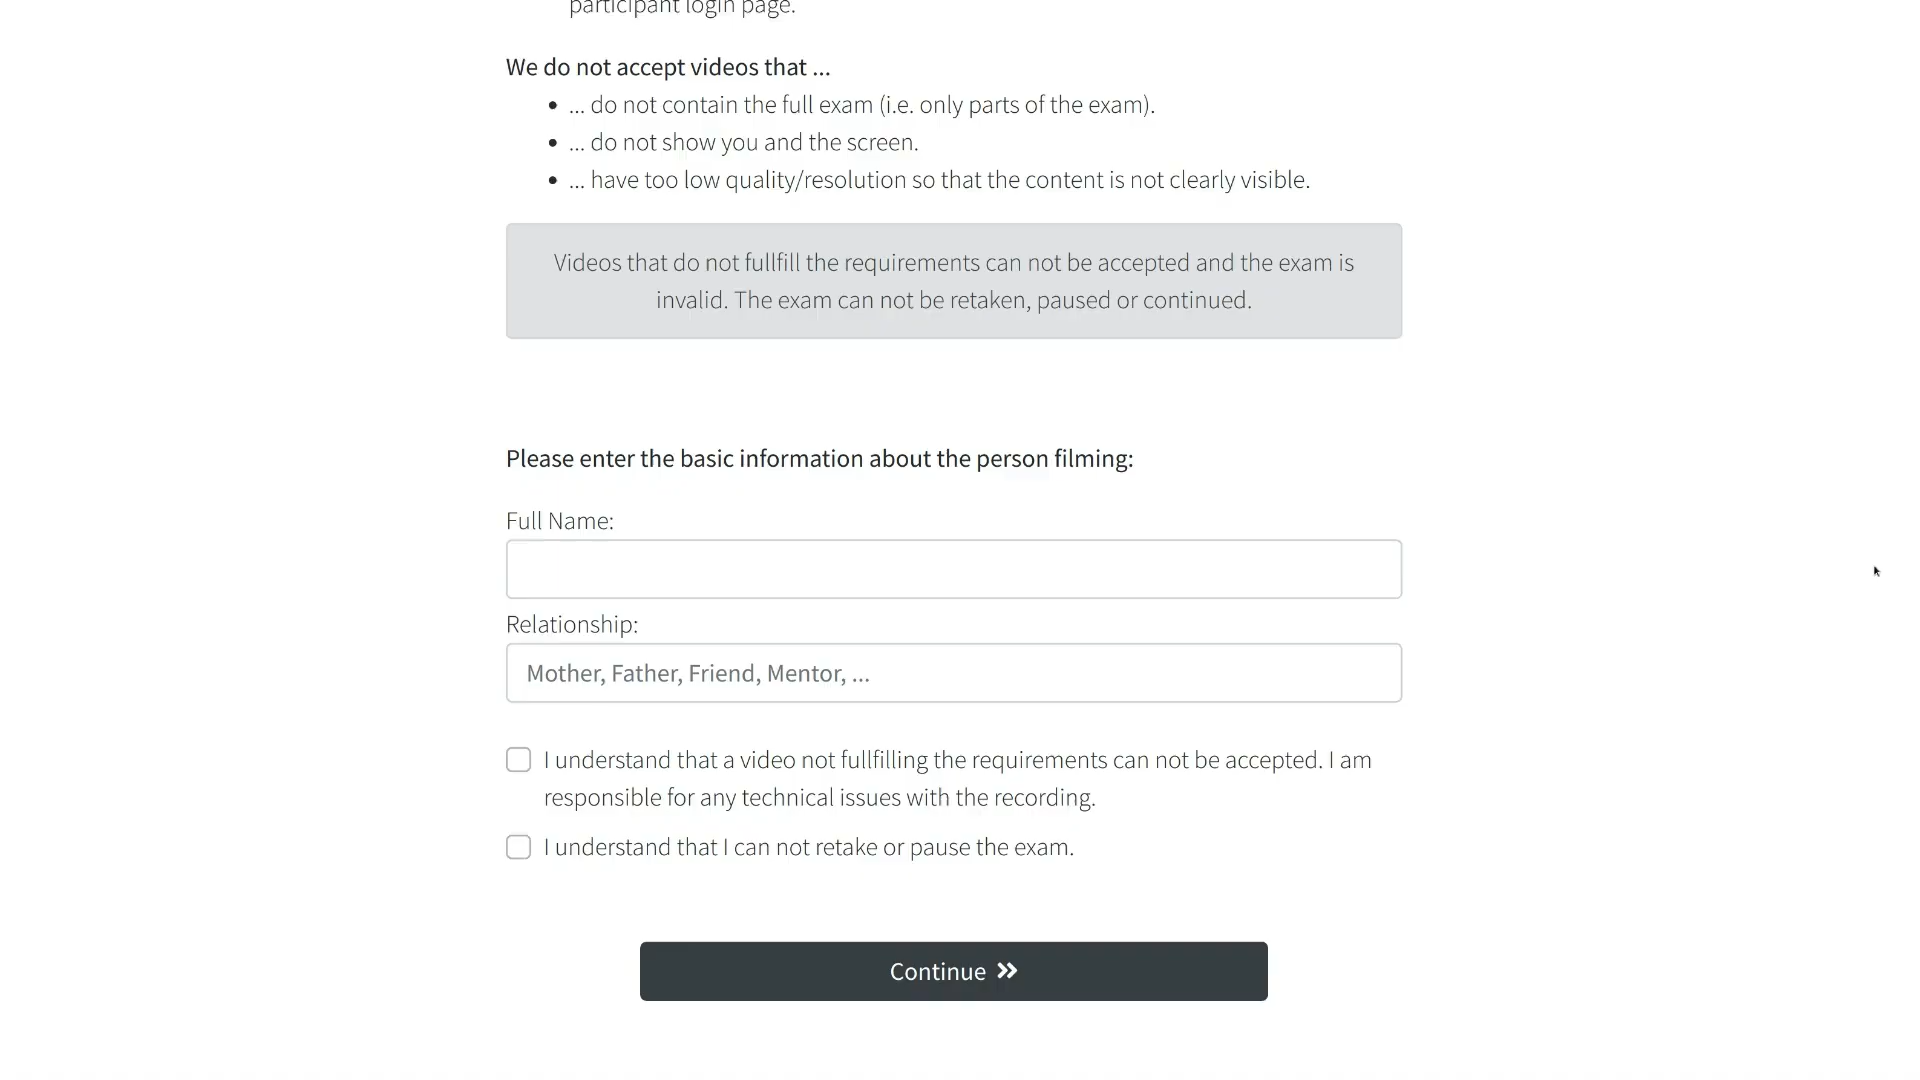 participant login page.
We do not accept videos that ...
... do not contain the full exam (i.e. only parts of the exam).
... do not show you and the screen.
... have too low quality/resolution so that the content is not clearly visible.
Videos that do not fullfill the requirements can not be accepted and the exam is
invalid. The exam can not be retaken, paused or continued.
Please enter the basic information about the person filming:
Full Name:
Relationship:
Mother, Father, Friend, Mentor, ...
I understand that a video not fullfilling the requirements can not be accepted. I am
responsible for any technical issues with the recording.
I understand that I can not retake or pause the exam.
Continue